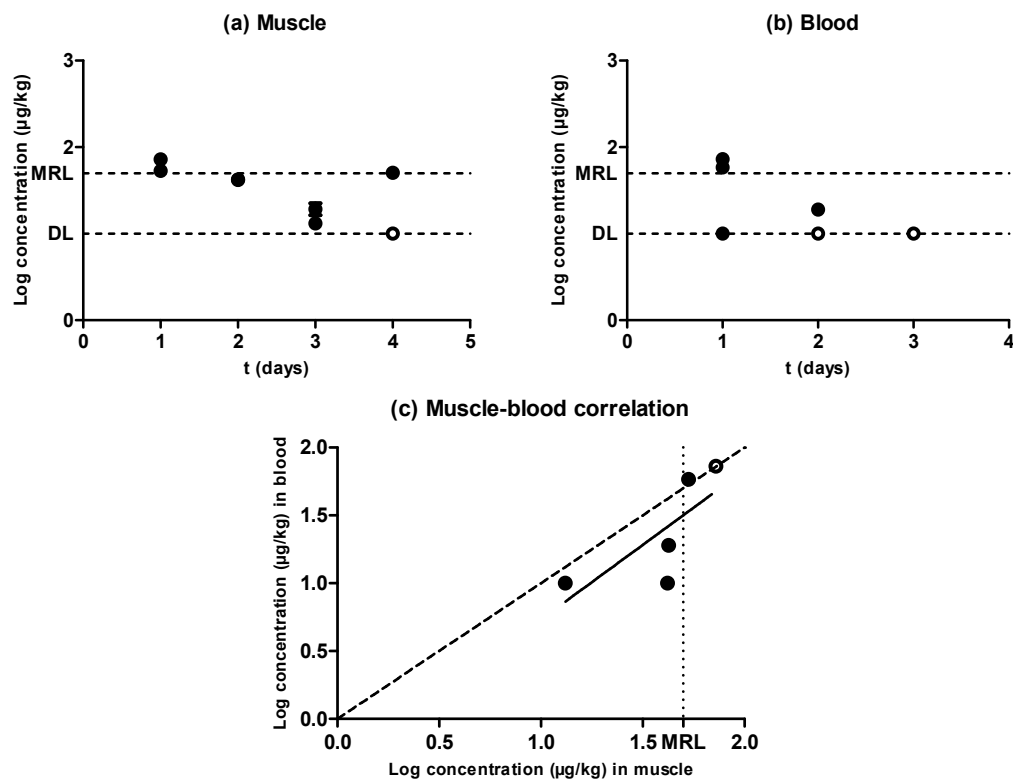 (a) Muscle
Log concentration (µg/kg)
3
2
MRL
DL
0
0 1 2 3 4 5
t (days)
(b) Blood
Log concentration (µg/kg)
3
2
MRL
DL
0
0 1 2 3 4
t (days)
(c) Muscle-blood correlation
Log concentration (µg/kg) in blood
2.0
1.5
1.0
0.5
0.0
0.0 0.5 1.0 1.5 MRL 2.0
Log concentration (µg/kg) in muscle